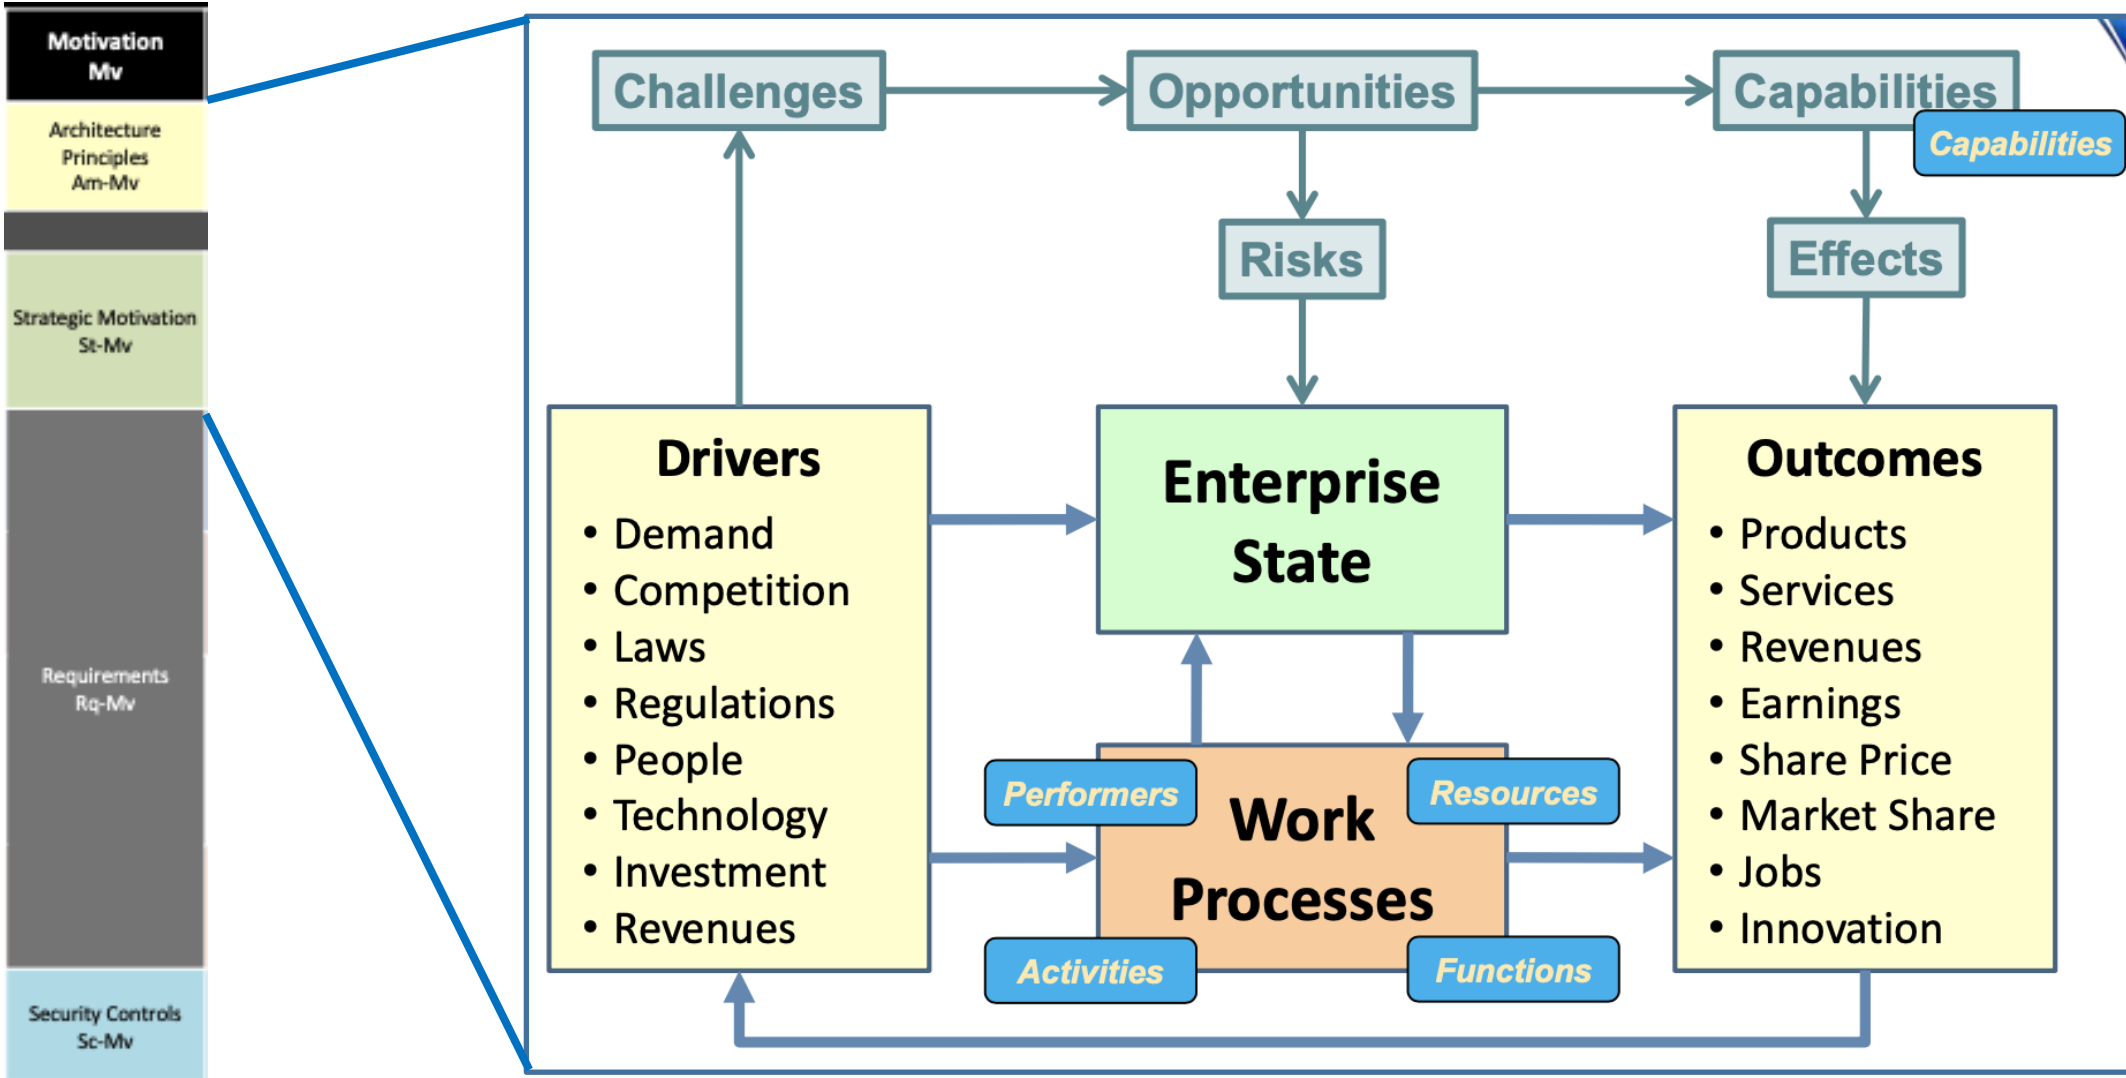 Motivation
Mv
Architecture
Principles
Am-Mv
Strategic Motivation
St-Mv
Requirements
Rq-Mv
Security Controls
Sc-Mv
Challenges
Opportunities
Capabilities
Capabilities
Risks
Effects
Drivers
• Demand
• Competition
• Laws
• Regulations
• People
• Technology
• Investment
• Revenues
Enterprise
State
Performers
Resources
Work
Processes
Activities
Functions
Outcomes
• Products
• Services
• Revenues
• Earnings
• Share Price
• Market Share
• Jobs
• Innovation